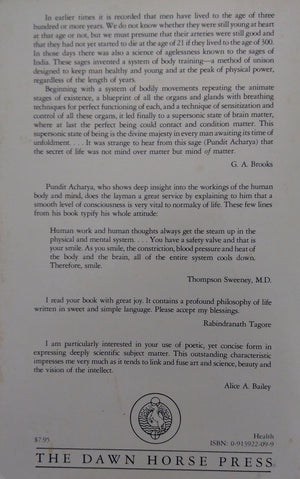 In earlier times it is recorded that men have lived to the age of three
hundred or more years. We do not know whether they were still young at heart
at that age or not, but we must presume that their arteries were still good and
that they had not yet started to die at the age of 21 if they lived to the age of 300.
In those days there was also a science of agelessness known to the sages of
India. These sages invented a system of body training—a method of unison
designed to keep man healthy and young and at the peak of physical power,
regardless of the length of years.
Beginning with a system of bodily movements repeating the animate
stages of existence, a blueprint of all the organs and glands with breathing
techniques for perfect functioning of each, and a technique of sensitization and
control of all these organs, it led finally to a supersonic state of brain matter,
where at last the perfect being could contact and condition matter. This
supersonic state of being is the divine majesty in every man awaiting its time of
unfoldment. . . . It was strange to hear from this sage (Pundit Acharya) that
the secret of life was not mind over matter but mind of matter.
G. A. Brooks
Pundit Acharya, who shows deep insight into the workings of the human
body and mind, does the layman a great service by explaining to him that a
smooth level of consciousness is very vital to normalcy of life. These few lines
from his book typify his whole attitude:
Human work and human thoughts always get the steam up in the
physical and mental system. . . . You have a safety valve and that is
your smile. As you smile, the constriction, blood pressure and heat of
the body and the brain, all of the entire system cools down.
Therefore, smile.
Thompson Sweeney, M.D.
I read your book with great joy. It contains a profound philosophy of life
written in sweet and simple language. Please accept my blessings.
Rabindranath Tagore
I am particularly interested in your use of poetic, yet concise form in
expressing deeply scientific subject matter. This outstanding characteristic
impresses me very much as it tends to link and fuse art and science, beauty and
the vision of the intellect.
Alice A. Bailey
Health
$7.95
ISBN: 0-913922-09-9
THE DAWN HORSE PRESS